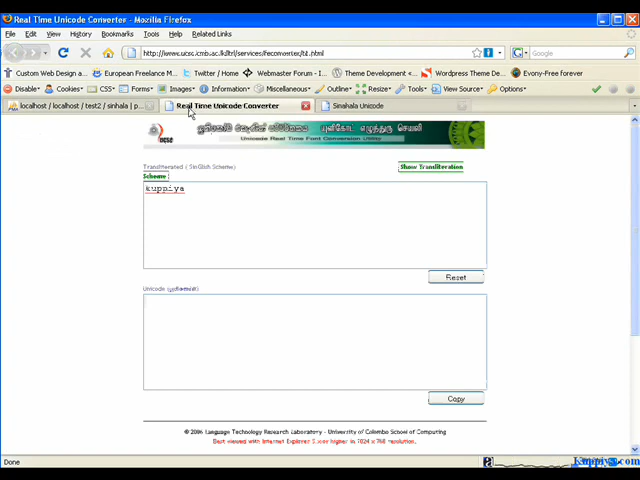 Real Time Unicode Converter - Mozilla Firefox
File Edit View History Bookmarks Tools Help Related Links
http://www.ucsc.cmb.ac.lk/ltrl/services/feconverter/t1.html
Google
Custom Web Design a... European Freelance M... Twitter / Home Webmaster Forum - I... Theme Development ... Wordpress Theme De... Evony-Free forever
Disable Cookies CSS Forms Images Information Miscellaneous Outline Resize Tools View Source Options
localhost / localhost / test2 / sinhala | p... Real Time Unicode Converter Sinahala Unicode
UCSC
Unicode Real Time Font Conversion Utility
Transliterated ( SinGlish Scheme) Show Transliteration
Scheme
kuppiya
Reset
Unicode
Copy
© 2006 Language Technology Research Laboratory - University of Colombo School of Computing
Best viewed with Internet Explorer 5.x or higher in 1024 x 768 resolution.
Done
Kuppiya.com